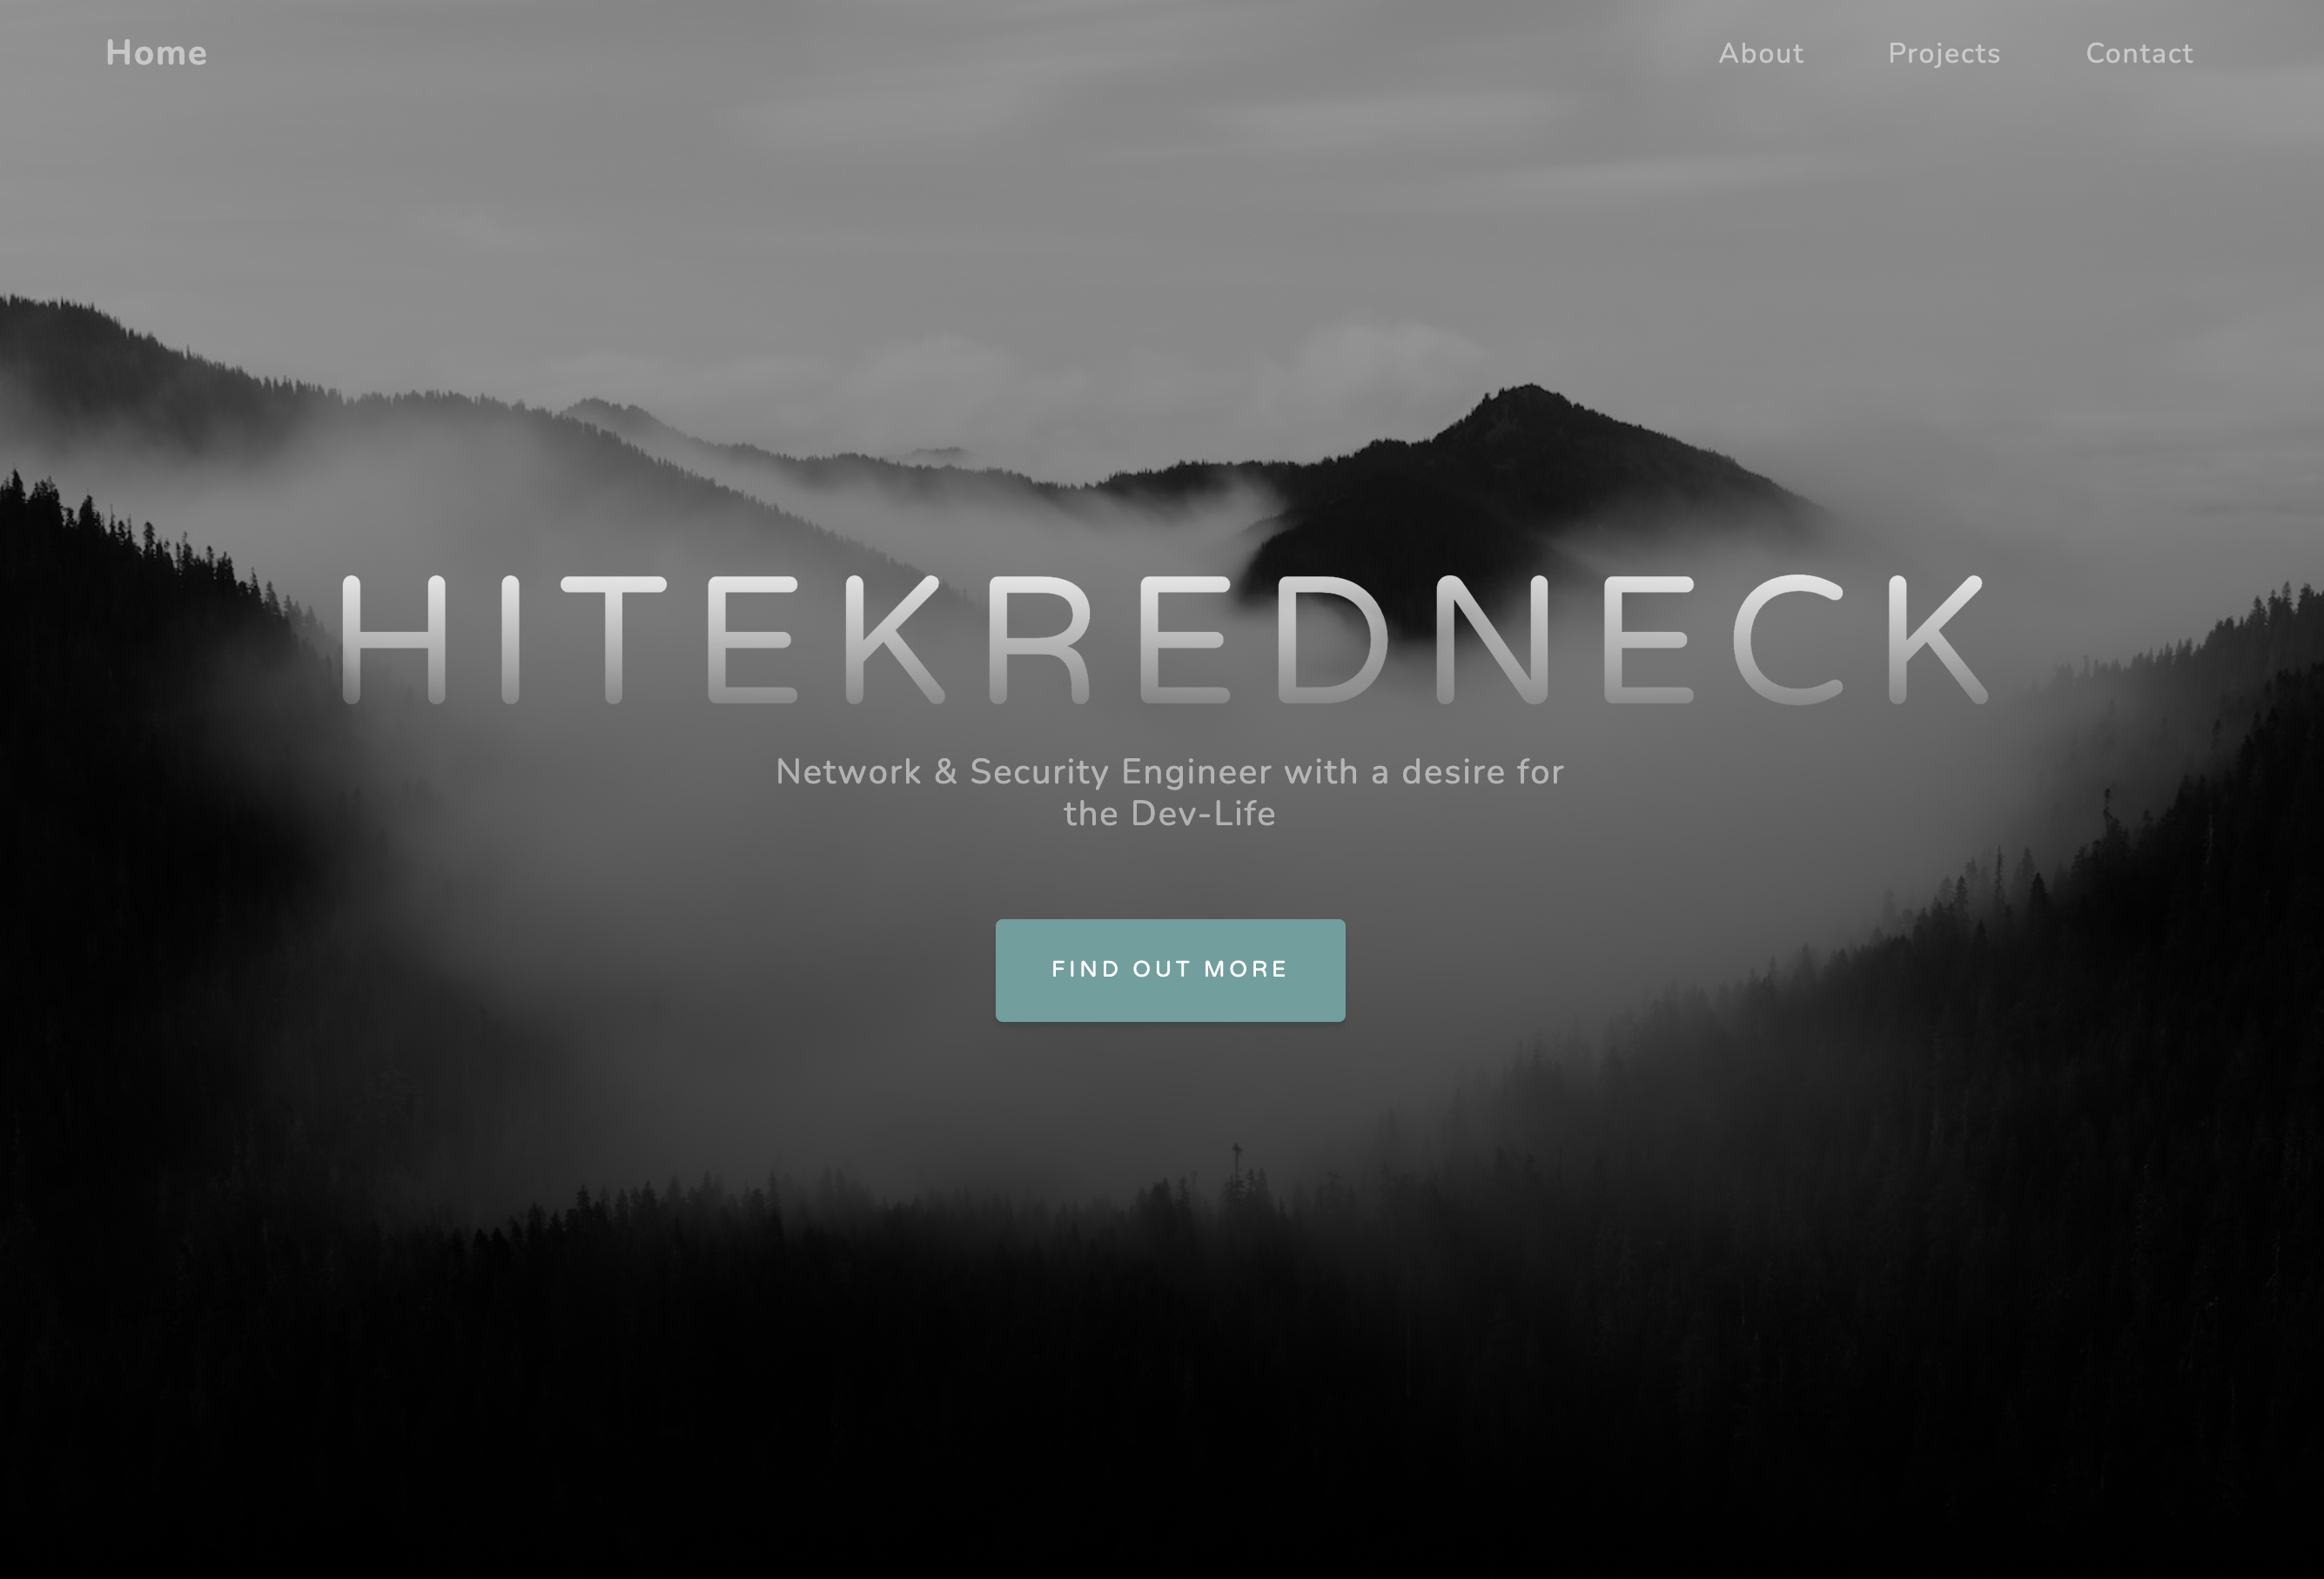 Home
About
Projects
Contact
HITEKREDNECK
Network & Security Engineer with a desire for
the Dev-Life
FIND OUT MORE